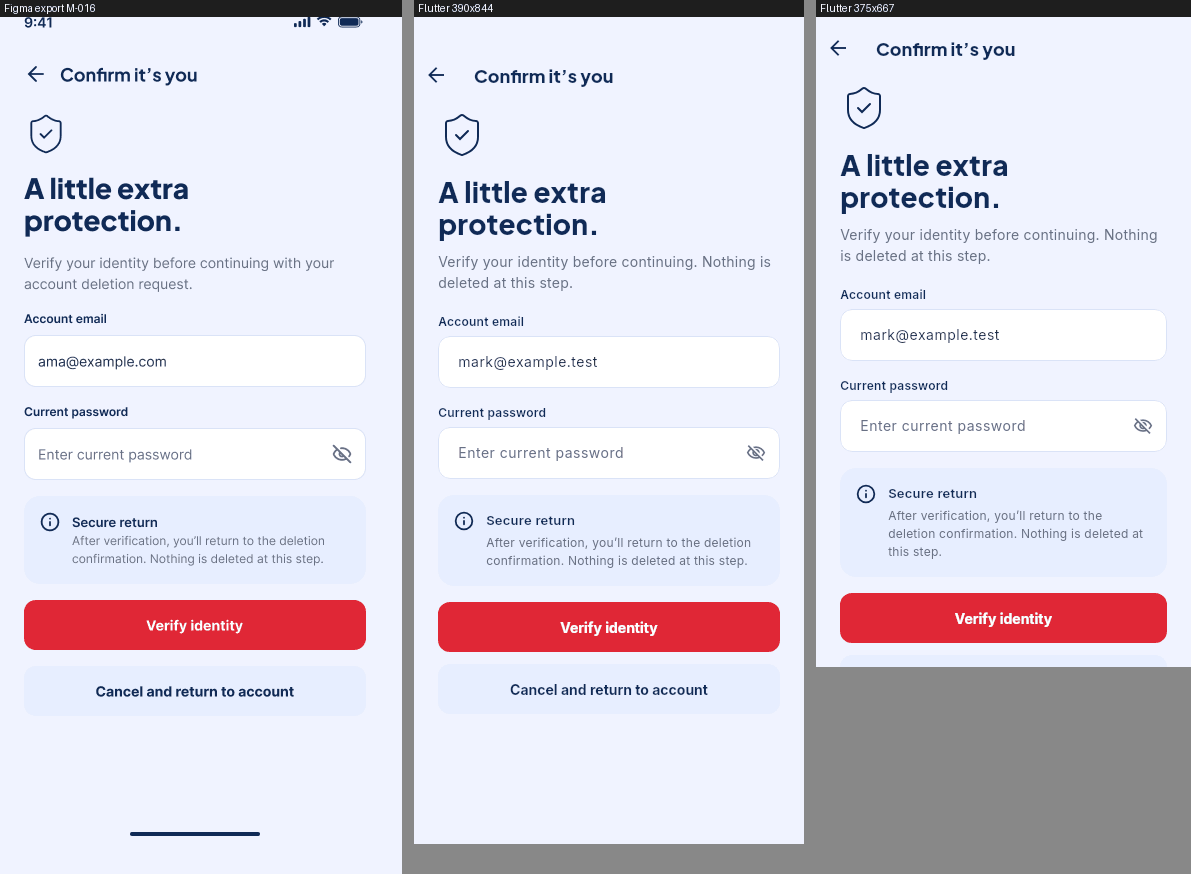 Figma export M-016
9:41
Confirm it’s you
A little extra
protection.
Verify your identity before continuing with your
account deletion request.
Account email
ama@example.com
Current password
Enter current password
Secure return
After verification, you’ll return to the deletion
confirmation. Nothing is deleted at this step.
Verify identity
Cancel and return to account
Flutter 390x844
Confirm it’s you
A little extra
protection.
Verify your identity before continuing. Nothing is
deleted at this step.
Account email
mark@example.test
Current password
Enter current password
Secure return
After verification, you’ll return to the deletion
confirmation. Nothing is deleted at this step.
Verify identity
Cancel and return to account
Flutter 375x667
Confirm it’s you
A little extra
protection.
Verify your identity before continuing. Nothing
is deleted at this step.
Account email
mark@example.test
Current password
Enter current password
Secure return
After verification, you’ll return to the
deletion confirmation. Nothing is deleted at
this step.
Verify identity